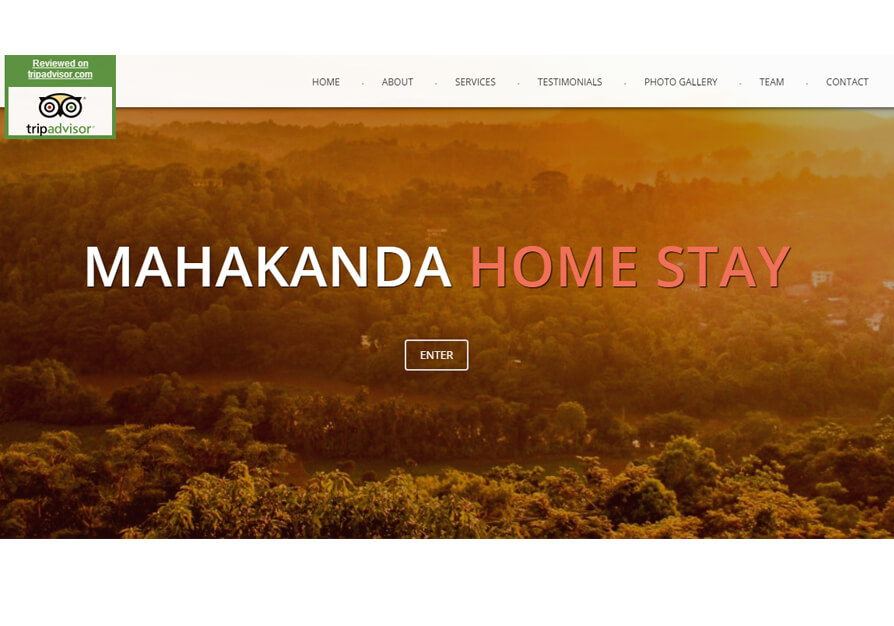 Reviewed on
tripadvisor.com
tripadvisor
HOME - ABOUT - SERVICES - TESTIMONIALS - PHOTO GALLERY - TEAM - CONTACT
MAHAKANDA HOME STAY
ENTER